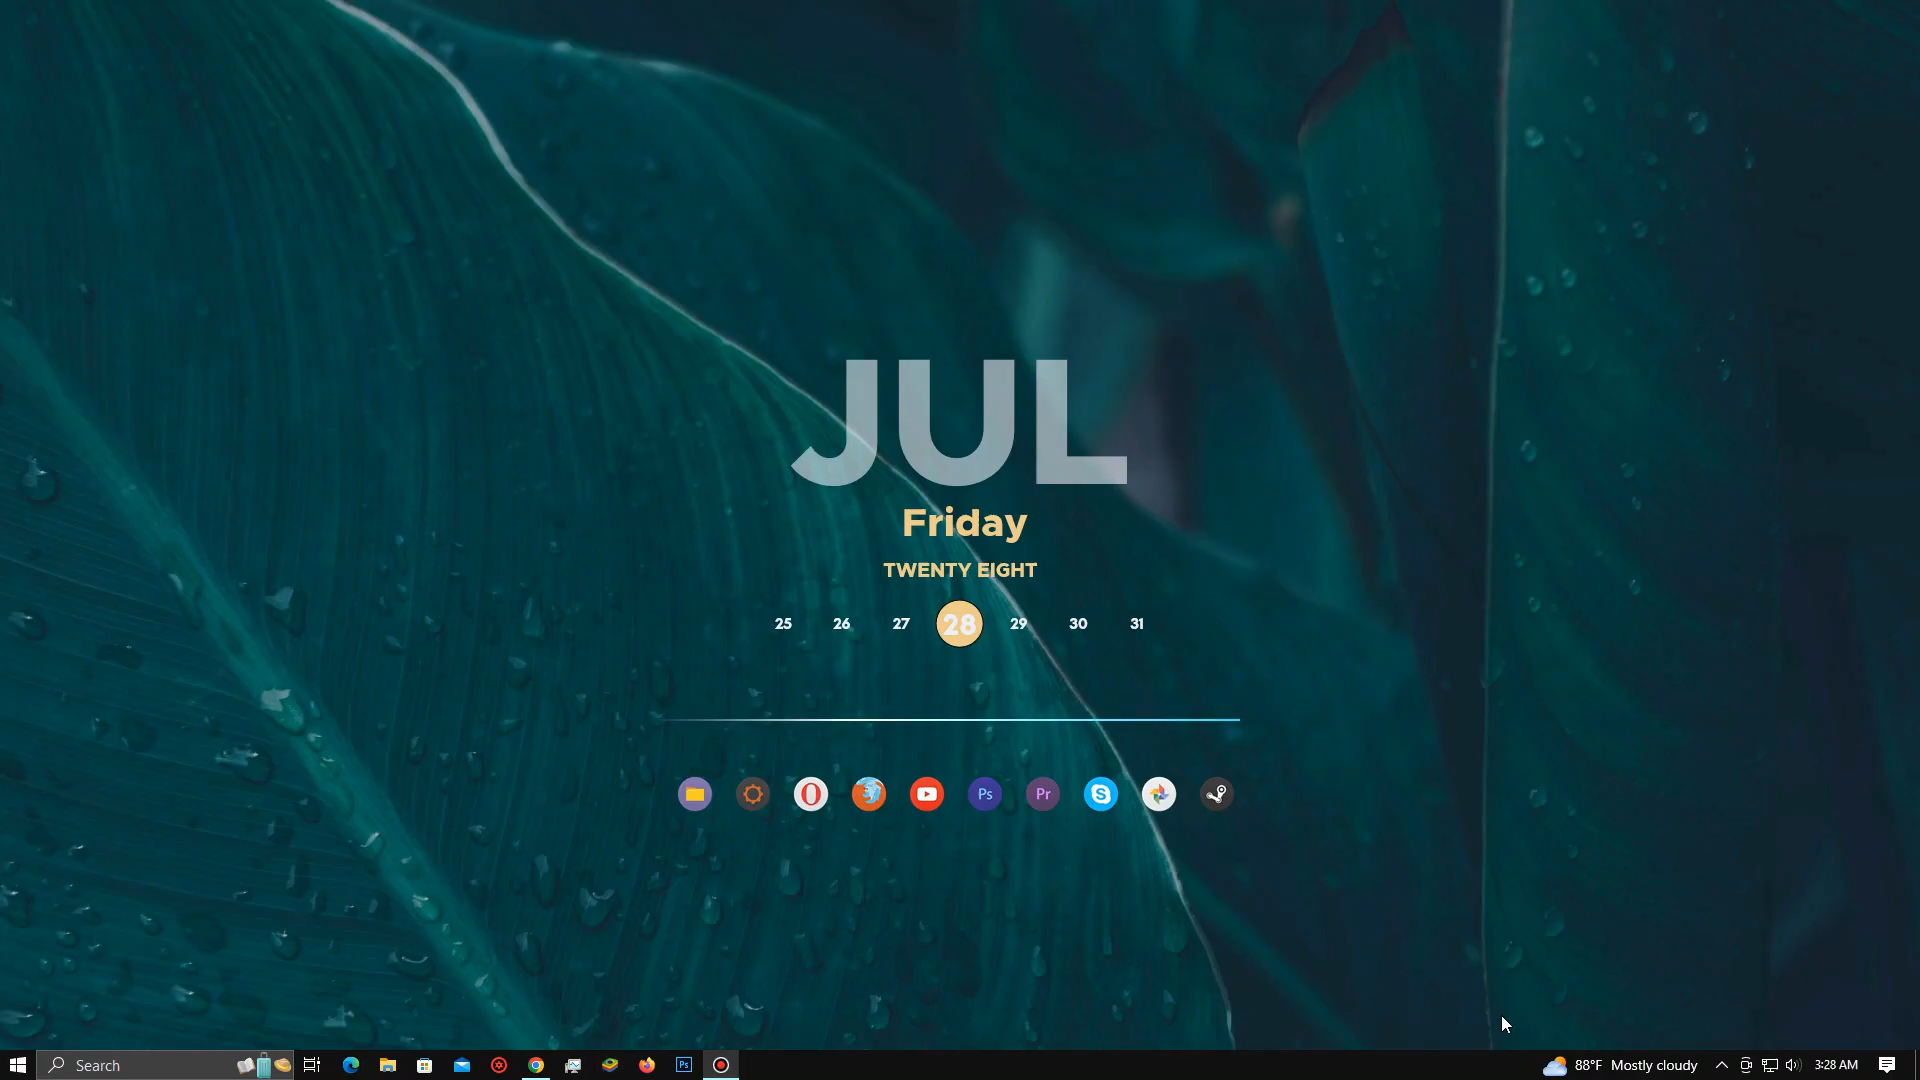 JUL
Friday
TWENTY EIGHT
25 26 27 28 29 30 31
Ps Pr
Search
Ps
88°F Mostly cloudy
3:28 AM